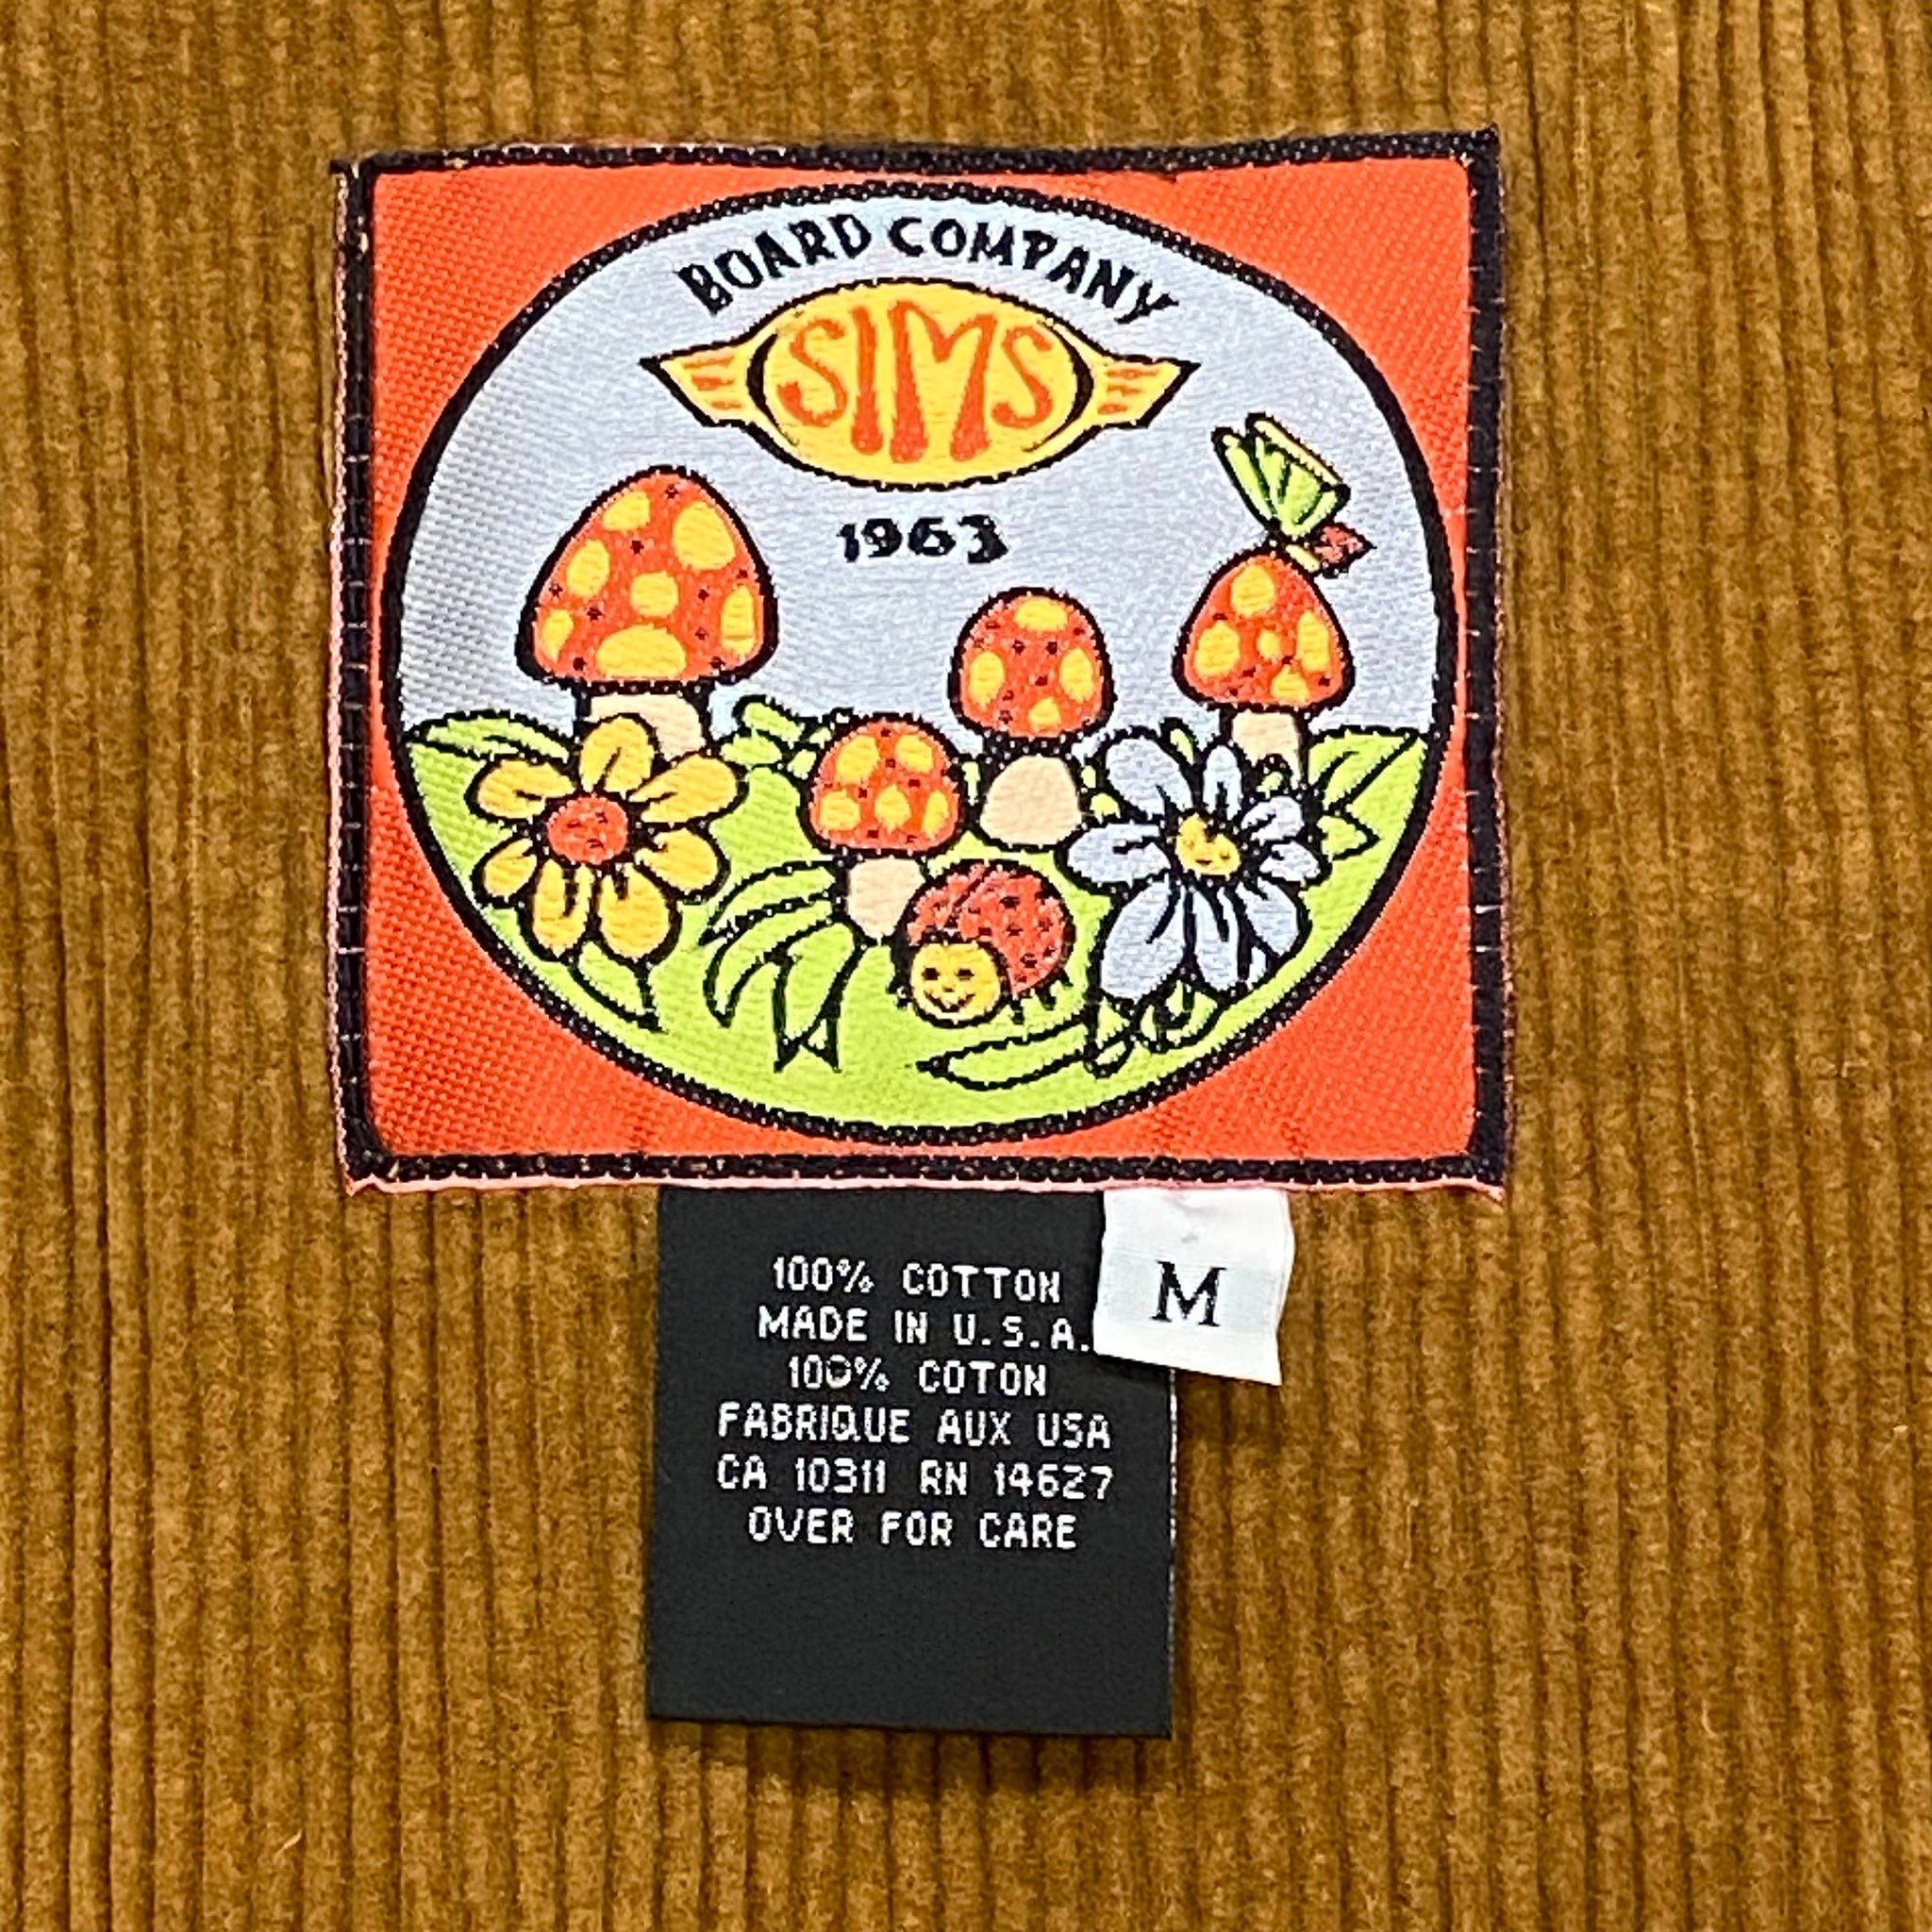 BOARD COMPANY
SIMS
1963
100% COTTON
MADE IN U.S.A.
M
100% COTON
FABRIQUE AUX USA
CA 10311 RN 14627
OVER FOR CARE